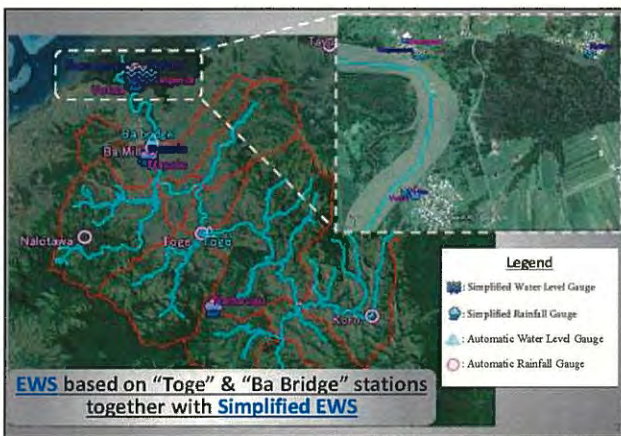 Ba bridge
Ba Mill
Nalotawa
Toge Toge
Legend
: Simplified Water Level Gauge
: Simplified Rainfall Gauge
: Automatic Water Level Gauge
: Automatic Rainfall Gauge
EWS based on “Toge” & “Ba Bridge” stations
together with Simplified EWS